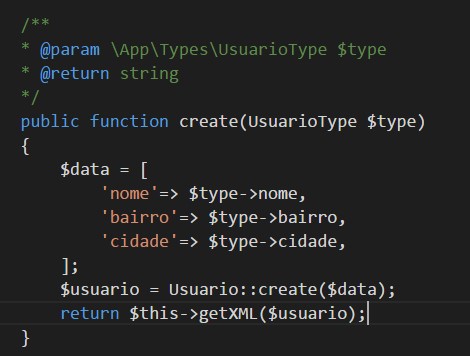 /**
* @param \App\Types\UsuarioType $type
* @return string
*/
public function create(UsuarioType $type)
{
    $data = [
        'nome'=> $type->nome,
        'bairro'=> $type->bairro,
        'cidade'=> $type->cidade,
    ];
    $usuario = Usuario::create($data);
    return $this->getXML($usuario);
}